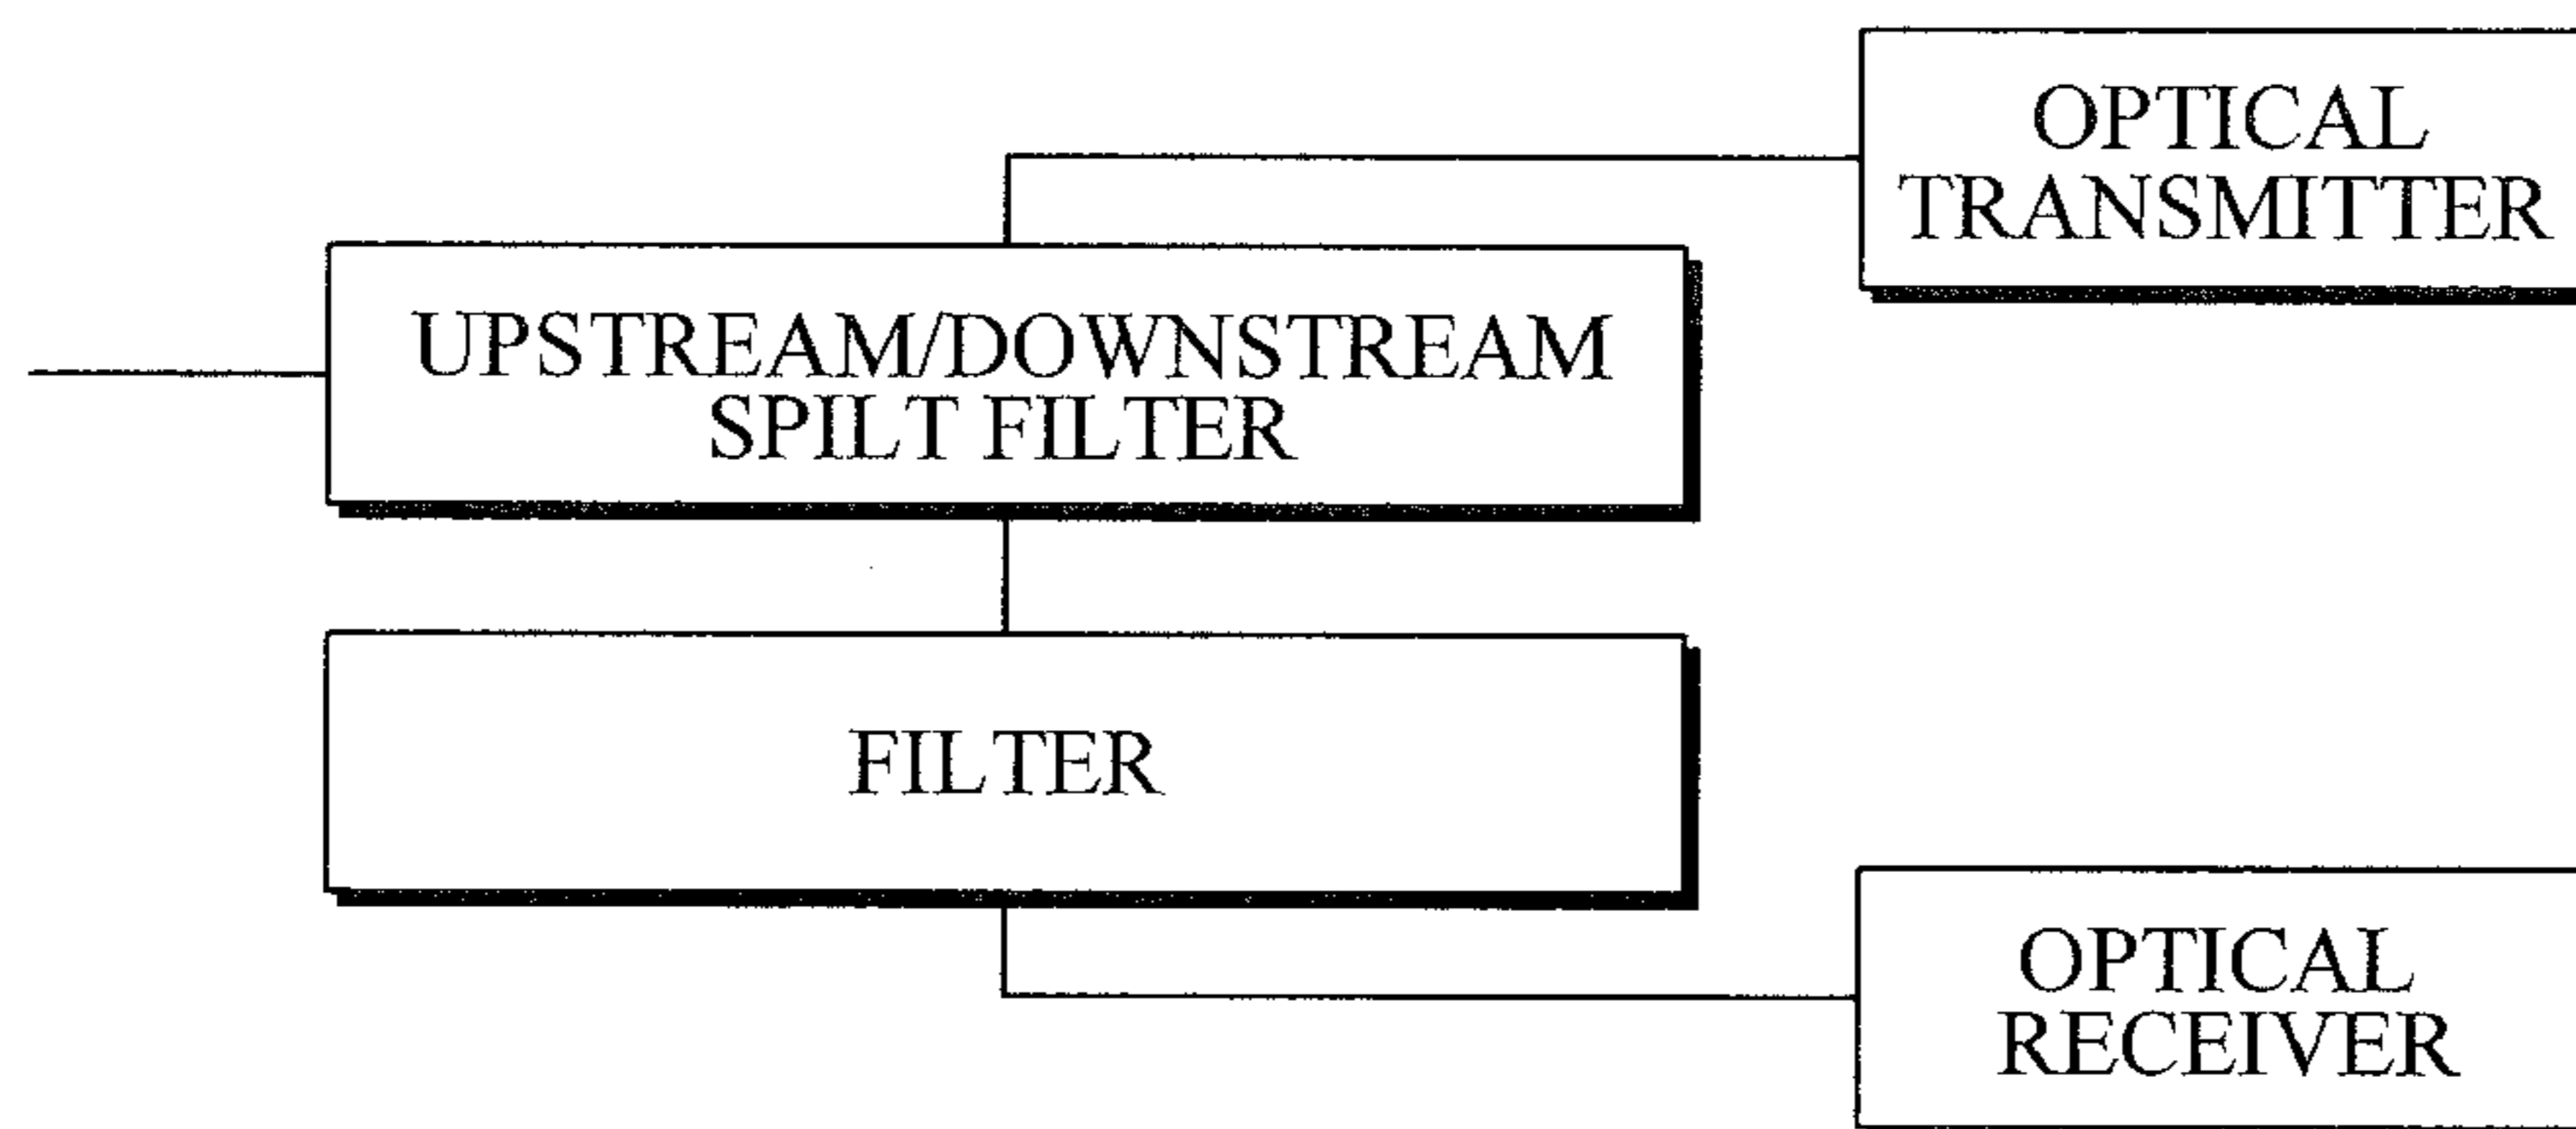 OPTICAL
TRANSMITTER
UPSTREAM/DOWNSTREAM
SPILT FILTER
FILTER
OPTICAL
RECEIVER